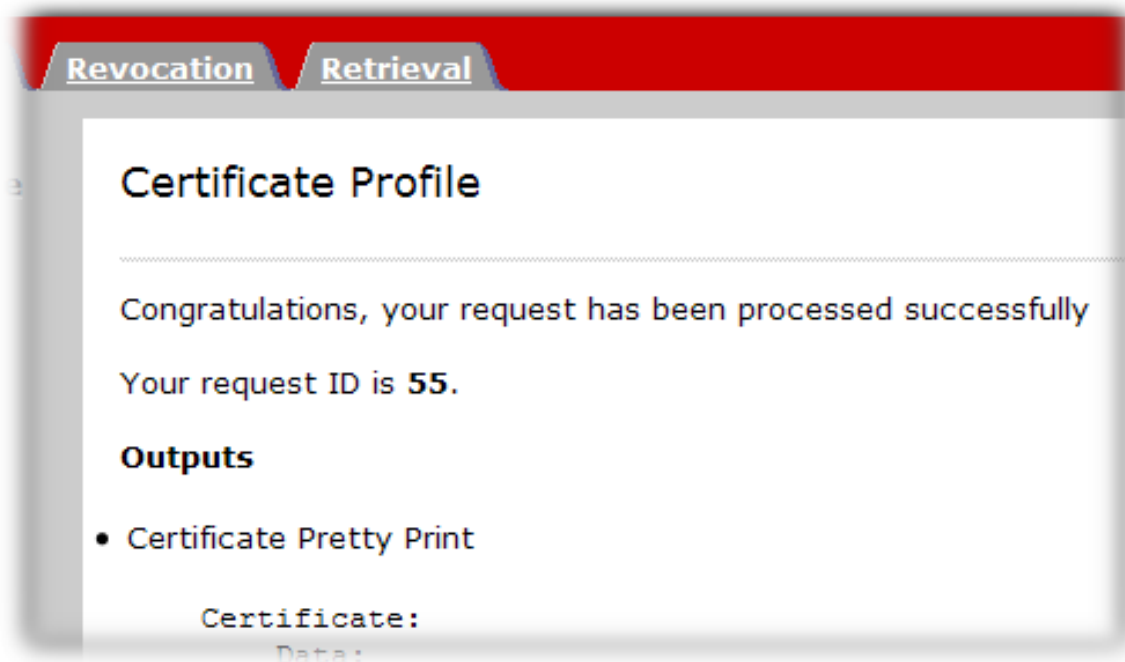 Revocation Retrieval
Certificate Profile
Congratulations, your request has been processed successfully
Your request ID is 55.
Outputs
• Certificate Pretty Print
Certificate:
Data: